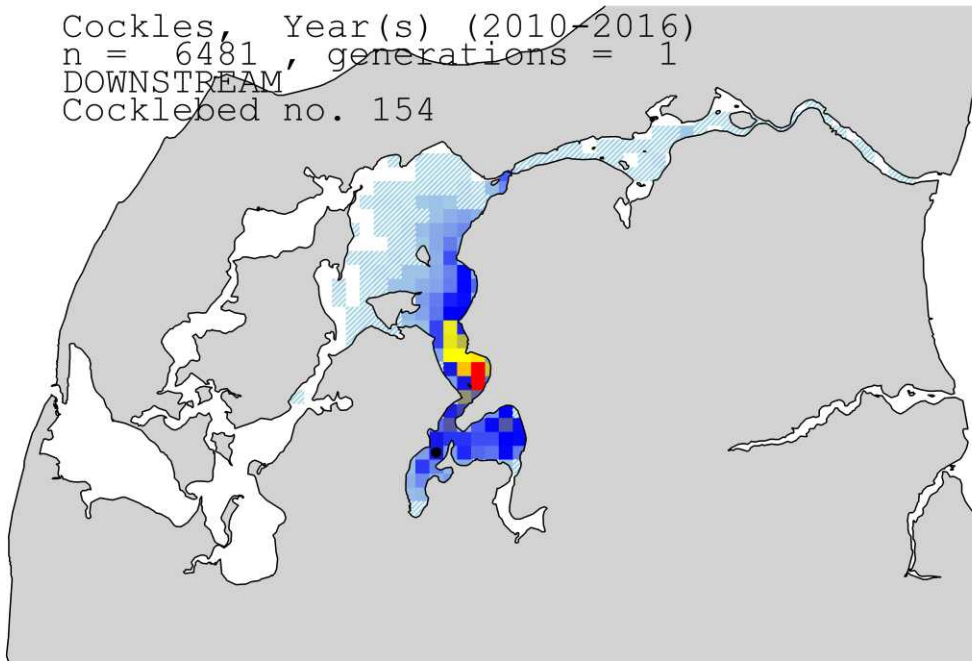 Cockles, Year(s) (2010-2016)
n = 6481 , generations = 1
DOWNSTREAM
Cocklebed no. 154